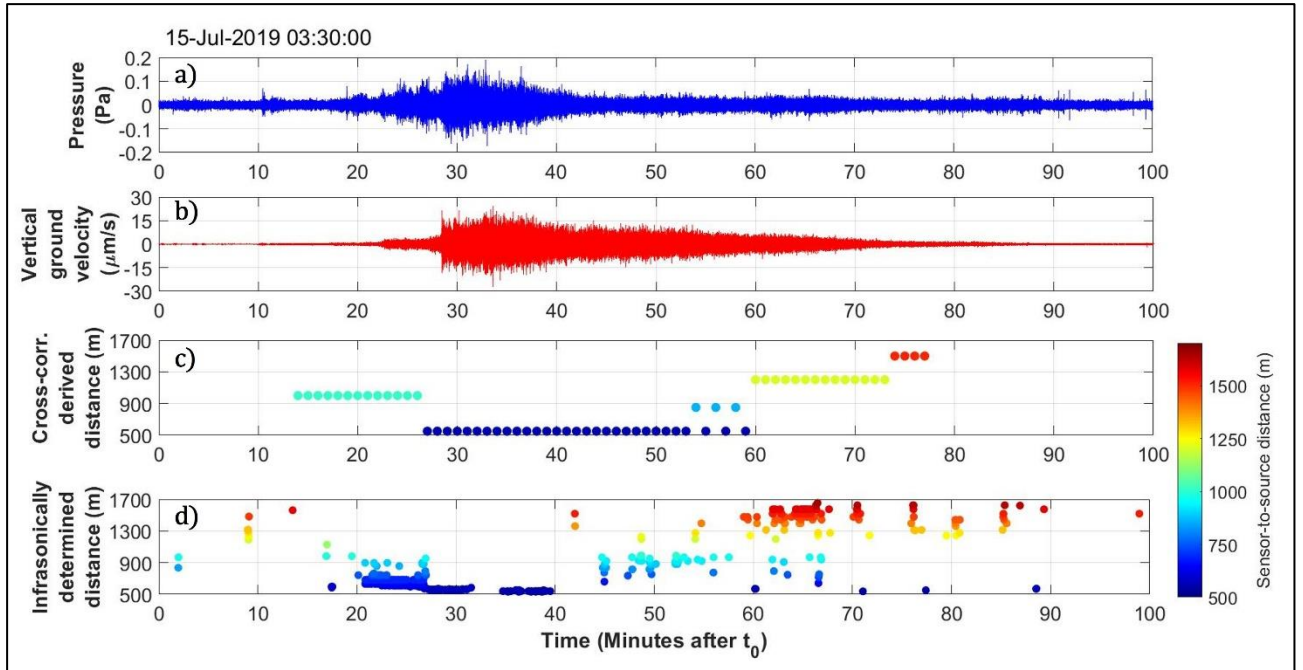 15-Jul-2019 03:30:00
a)
Pressure
(Pa)
0.2
0.1
0
-0.1
-0.2
0 10 20 30 40 50 60 70 80 90 100
b)
Vertical
ground
velocity
(μm/s)
30
15
0
-15
-30
0 10 20 30 40 50 60 70 80 90 100
c)
Cross-corr.
derived
distance (m)
1700
1300
900
500
0 10 20 30 40 50 60 70 80 90 100
d)
Infrasonically
determined
distance (m)
1700
1300
900
500
0 10 20 30 40 50 60 70 80 90 100
Time (Minutes after t0)
1500
1250
1000
750
500
Sensor-to-source distance (m)